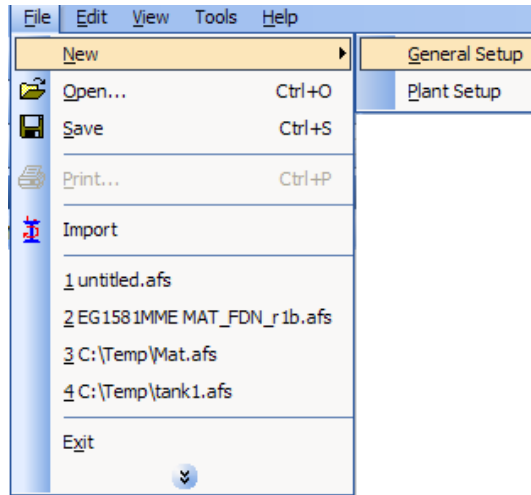 File Edit View Tools Help
New General Setup
Open... Ctrl+O Plant Setup
Save Ctrl+S
Print... Ctrl+P
Import
1 untitled.afs
2 EG1581MME MAT_FDN_r1b.afs
3 C:\Temp\Mat.afs
4 C:\Temp\tank1.afs
Exit